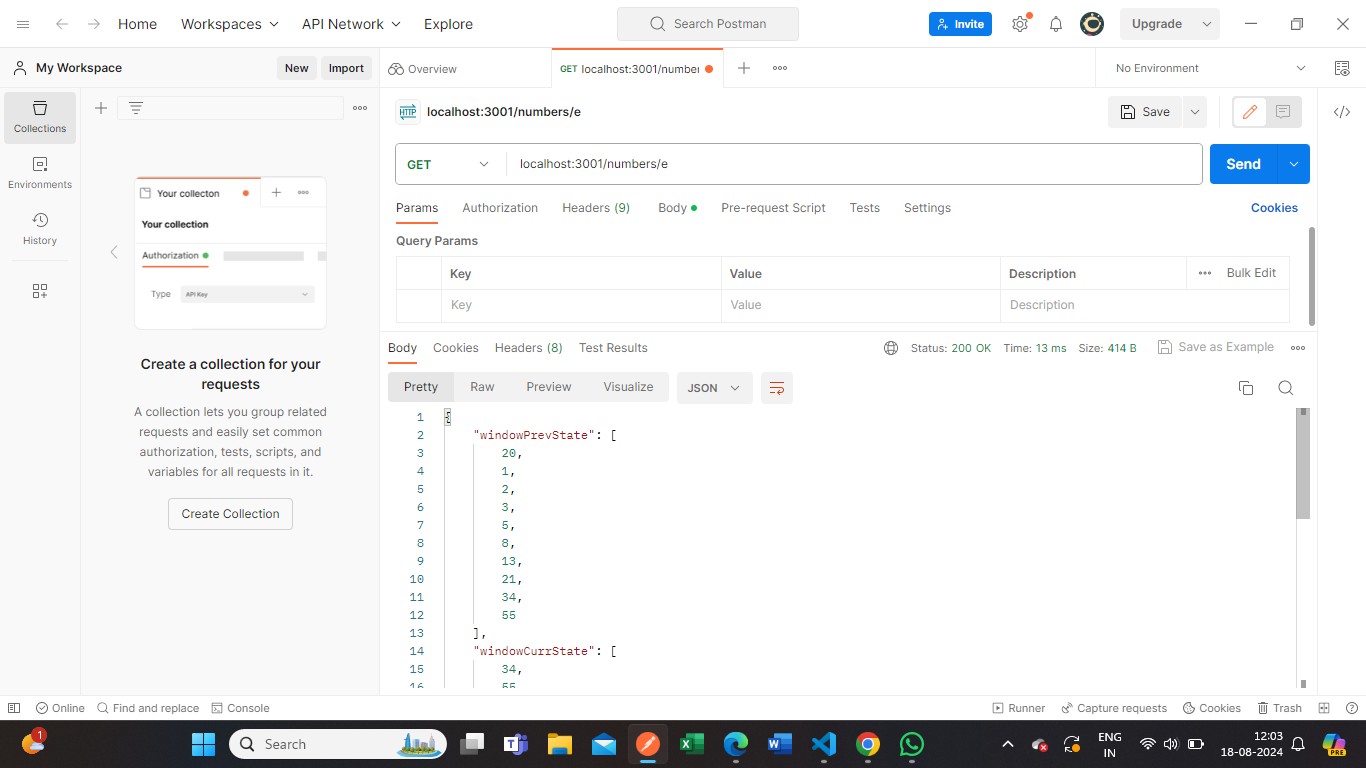 Home Workspaces API Network Explore Search Postman Invite Upgrade
My Workspace New Import Overview GET localhost:3001/number No Environment
Collections
Environments
History
Your collecton
Your collection
Authorization
Type API Key
Create a collection for your
requests
A collection lets you group related
requests and easily set common
authorization, tests, scripts, and
variables for all requests in it.
Create Collection
HTTP localhost:3001/numbers/e Save
GET localhost:3001/numbers/e Send
Params Authorization Headers (9) Body Pre-request Script Tests Settings Cookies
Query Params
Key Value Description Bulk Edit
Key Value Description
Body Cookies Headers (8) Test Results Status: 200 OK Time: 13 ms Size: 414 B Save as Example
Pretty Raw Preview Visualize JSON
1 {
2 "windowPrevState": [
3 20,
4 1,
5 2,
6 3,
7 5,
8 8,
9 13,
10 21,
11 34,
12 55
13 ],
14 "windowCurrState": [
15 34,
16 55
Online Find and replace Console Runner Capture requests Cookies Trash
1 Search ENG 12:03
IN 18-08-2024 PRE